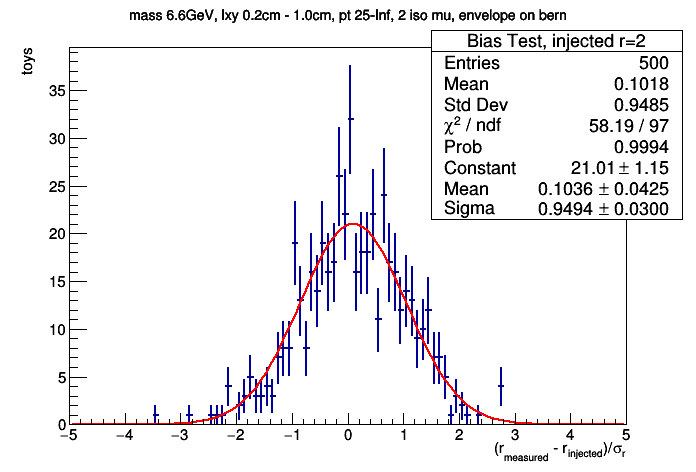 mass 6.6GeV, lxy 0.2cm - 1.0cm, pt 25-Inf, 2 iso mu, envelope on bern
Bias Test, injected r=2
Entries 500
Mean 0.1018
Std Dev 0.9485
χ² / ndf 58.19 / 97
Prob 0.9994
Constant 21.01 ± 1.15
Mean 0.1036 ± 0.0425
Sigma 0.9494 ± 0.0300
toys
35
30
25
20
15
10
5
0
−5 −4 −3 −2 −1 0 1 2 3 4 5
(r_measured - r_injected)/σ_r